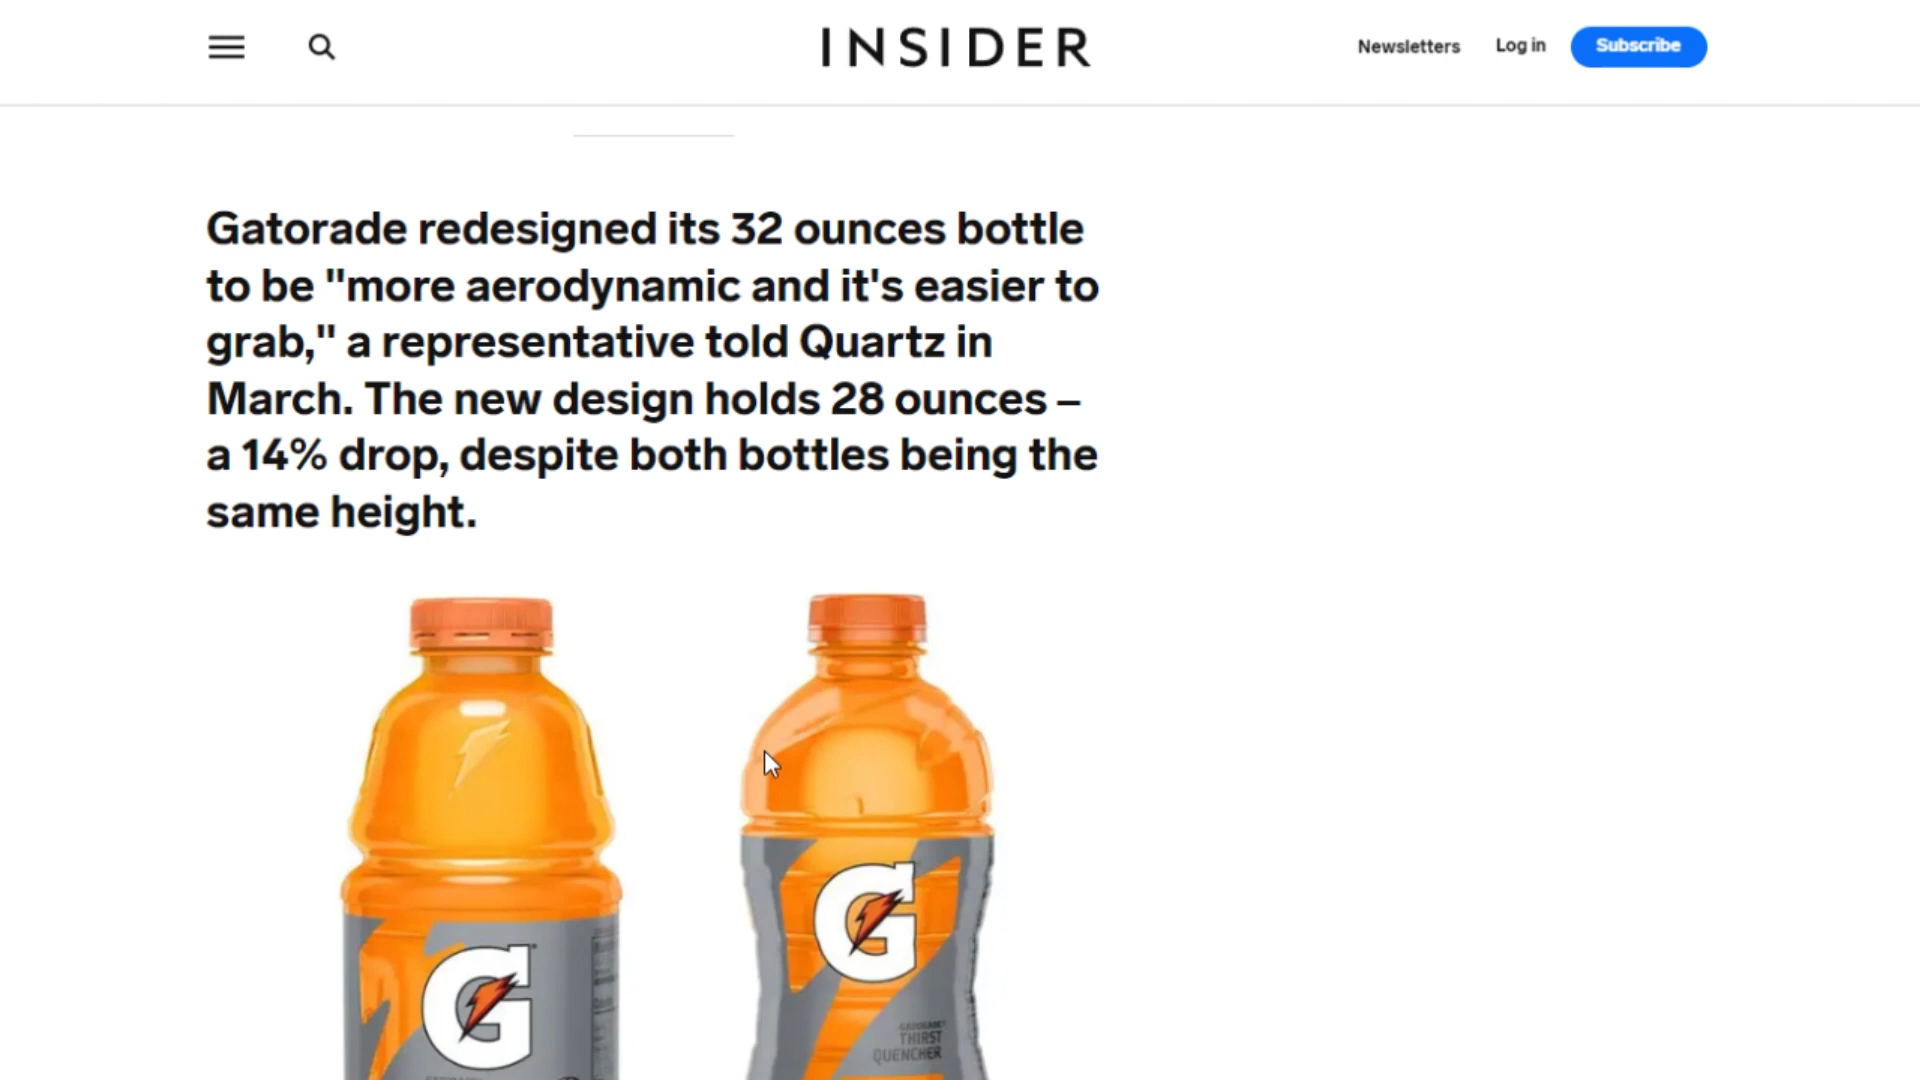 INSIDER
Newsletters
Log in
Subscribe
Gatorade redesigned its 32 ounces bottle
to be "more aerodynamic and it's easier to
grab," a representative told Quartz in
March. The new design holds 28 ounces –
a 14% drop, despite both bottles being the
same height.
G
G
GATORADE
THIRST
QUENCHER